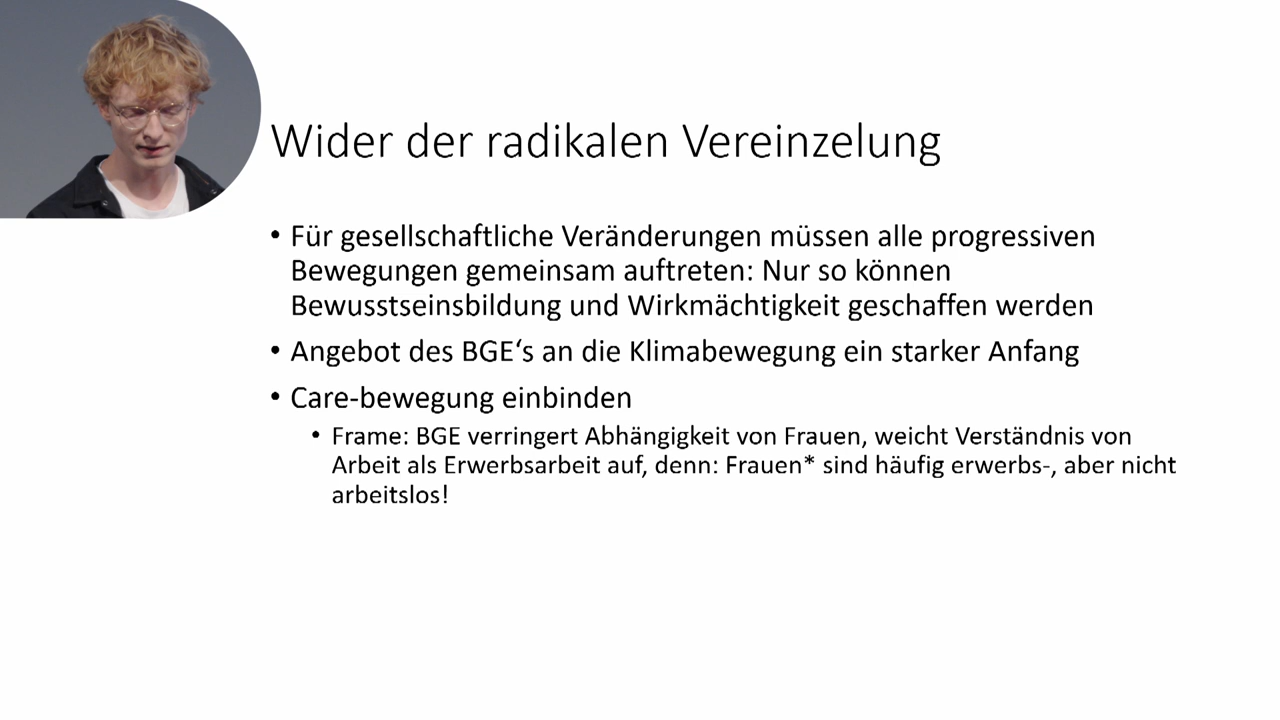 Wider der radikalen Vereinzelung
• Für gesellschaftliche Veränderungen müssen alle progressiven
Bewegungen gemeinsam auftreten: Nur so können
Bewusstseinsbildung und Wirkmächtigkeit geschaffen werden
• Angebot des BGE‘s an die Klimabewegung ein starker Anfang
• Care-bewegung einbinden
• Frame: BGE verringert Abhängigkeit von Frauen, weicht Verständnis von
Arbeit als Erwerbsarbeit auf, denn: Frauen* sind häufig erwerbs-, aber nicht
arbeitslos!